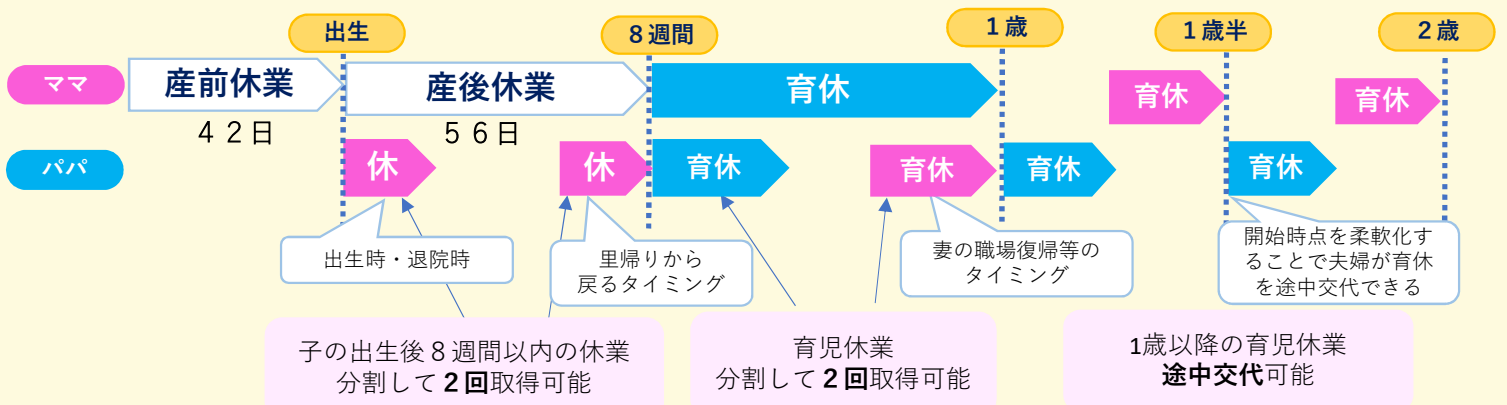 出生
8週間
1歳
1歳半
2歳
ママ
産前休業
産後休業
育休
育休
育休
42日
56日
パパ
休
休
育休
育休
育休
育休
出生時・退院時
里帰りから
戻るタイミング
妻の職場復帰等の
タイミング
開始時点を柔軟化す
ることで夫婦が育休
を途中交代できる
子の出生後8週間以内の休業
分割して2回取得可能
育児休業
分割して2回取得可能
1歳以降の育児休業
途中交代可能